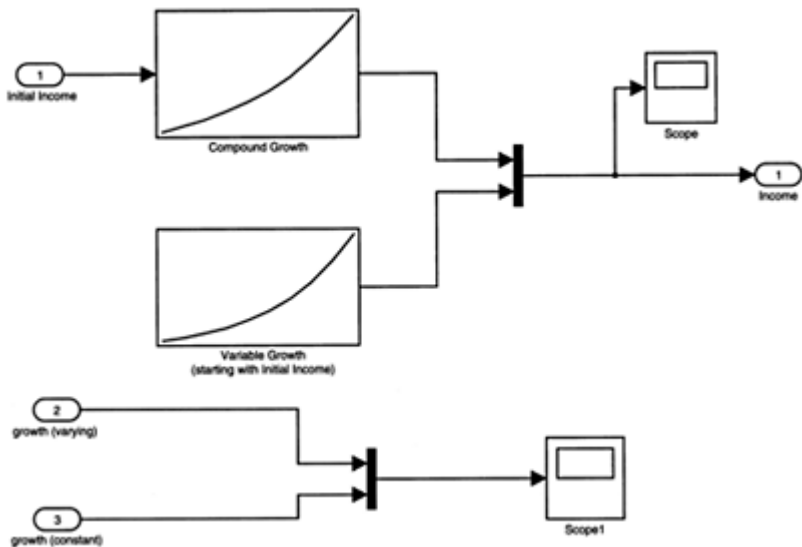 1
Initial Income
Compound Growth
Scope
1
Income
Variable Growth
(starting with Initial Income)
2
growth (varying)
3
growth (constant)
Scope1